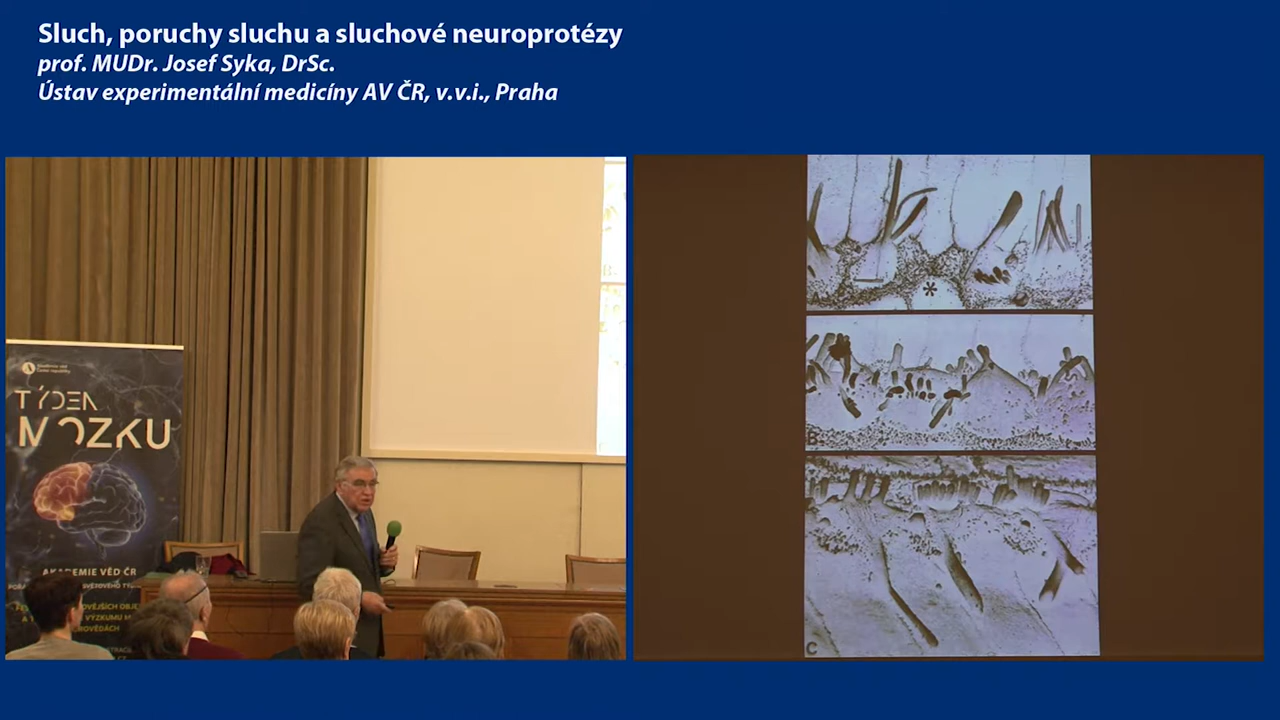 Sluch, poruchy sluchu a sluchové neuroprotézy
prof. MUDr. Josef Syka, DrSc.
Ústav experimentální medicíny AV ČR, v.v.i., Praha
TÝDEN
MOZKU
AKADEMIE VĚD ČR
*
B
C